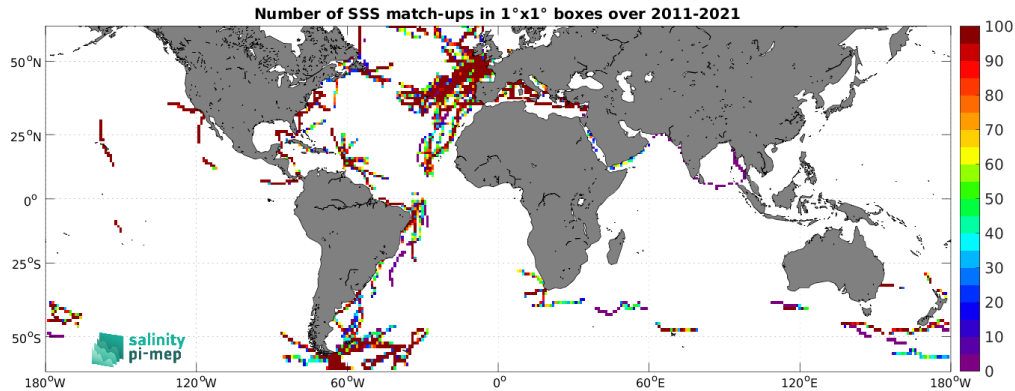 Number of SSS match-ups in 1°x1° boxes over 2011-2021
100
90
80
70
60
50
40
30
20
10
0
50°N
25°N
0°
25°S
50°S
salinity
pi-mep
180°W 120°W 60°W 0° 60°E 120°E 180°W